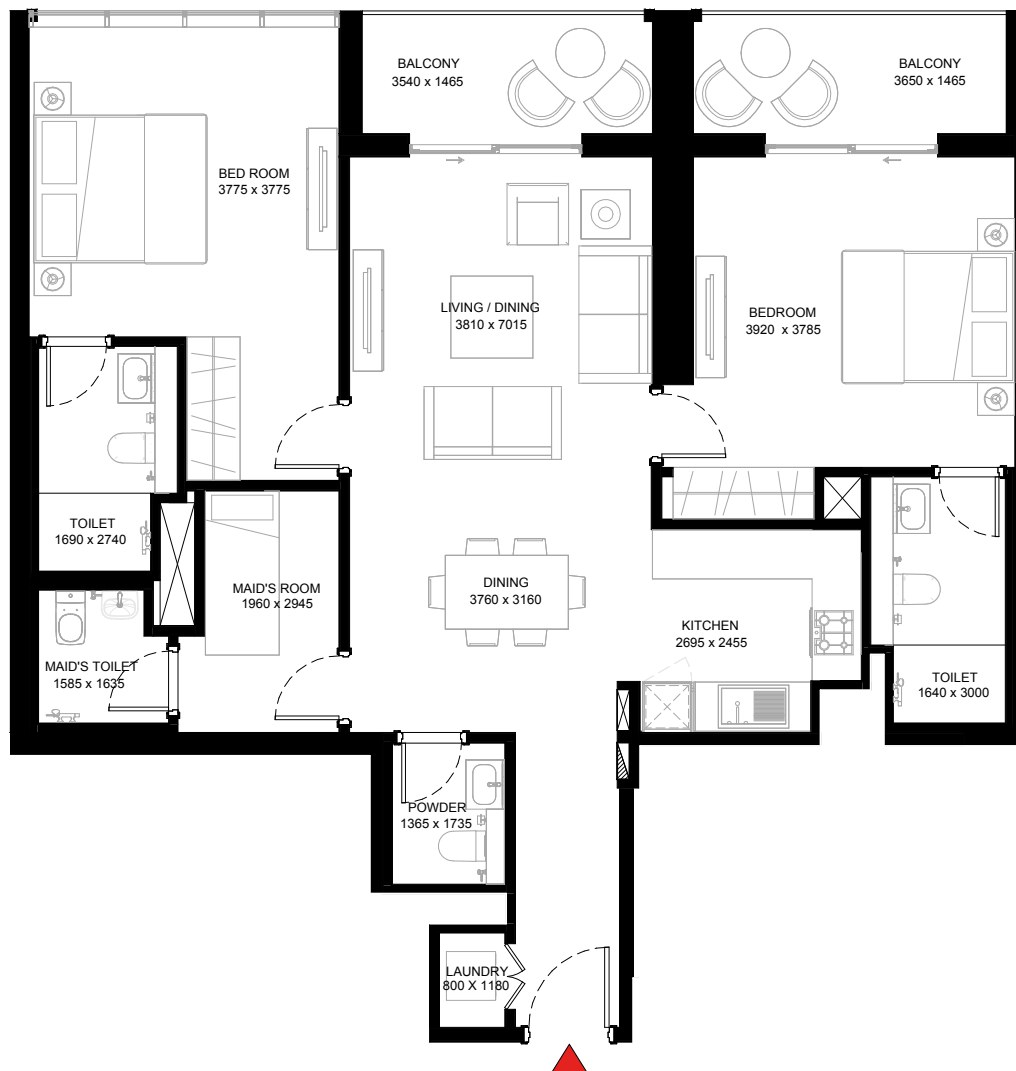 BALCONY
3540 x 1465
BALCONY
3650 x 1465
BED ROOM
3775 x 3775
LIVING / DINING
3810 x 7015
BEDROOM
3920 x 3785
TOILET
1690 x 2740
MAID'S ROOM
1960 x 2945
DINING
3760 x 3160
KITCHEN
2695 x 2455
MAID'S TOILET
1585 x 1635
TOILET
1640 x 3000
POWDER
1365 x 1735
LAUNDRY
800 X 1180